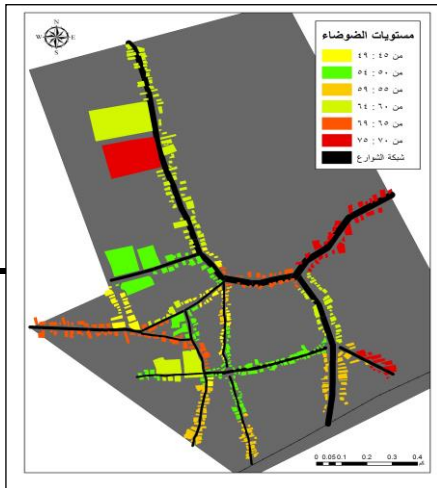 N
W E
S
مستويات الضوضاء
من ٤٥ : ٤٩
من ٥٠ : ٥٤
من ٥٥ : ٥٩
من ٦٠ : ٦٤
من ٦٥ : ٦٩
من ٧٠ : ٧٥
شبكة الشوارع
0 0.05 0.1 0.2 0.3 0.4